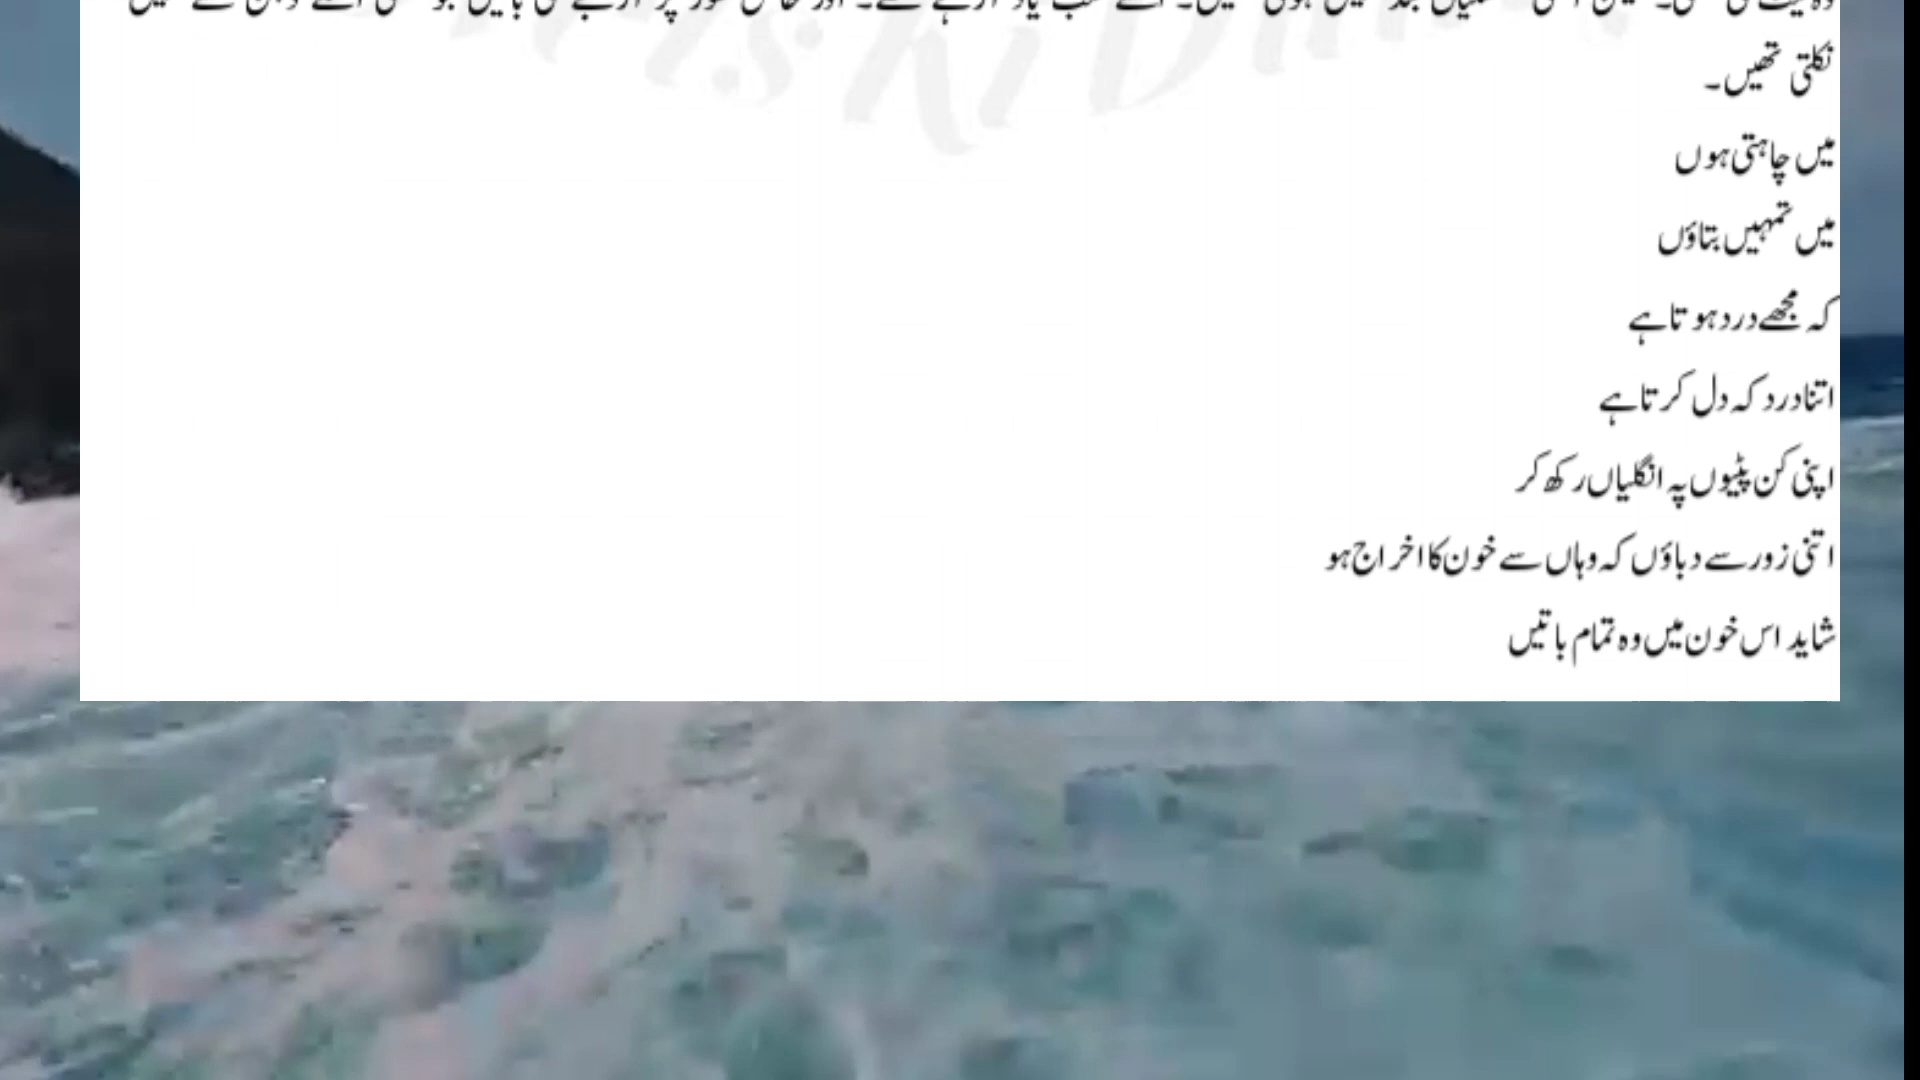 نکلتی تھیں۔
میں چاہتی ہوں
میں تمہیں بتاؤں
کہ مجھے درد ہوتا ہے
اتنا درد کہ دل کرتا ہے
اپنی کن پٹیوں پہ انگلیاں رکھ کر
اتنی زور سے دباؤں کہ وہاں سے خون کا اخراج ہو
شاید اس خون میں وہ تمام باتیں